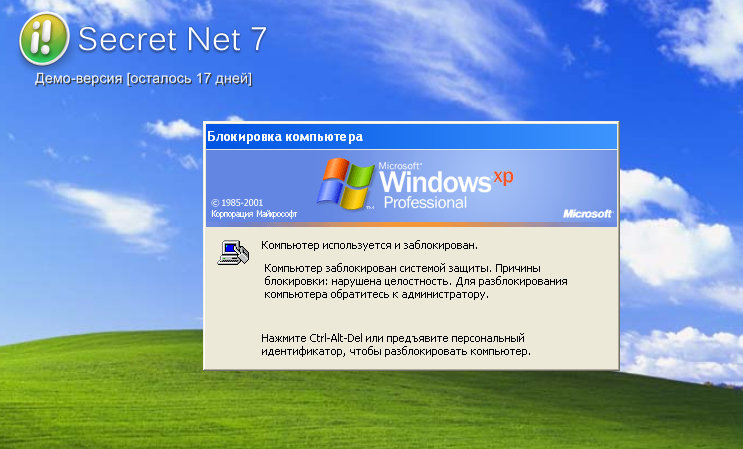 Secret Net 7
Демо-версия [осталось 17 дней]
Блокировка компьютера
Microsoft®
Windows xp
Professional
© 1985-2001
Корпорация Майкрософт
Microsoft
Компьютер используется и заблокирован.
Компьютер заблокирован системой защиты. Причины
блокировки: нарушена целостность. Для разблокирования
компьютера обратитесь к администратору.
Нажмите Ctrl-Alt-Del или предъявите персональный
идентификатор, чтобы разблокировать компьютер.